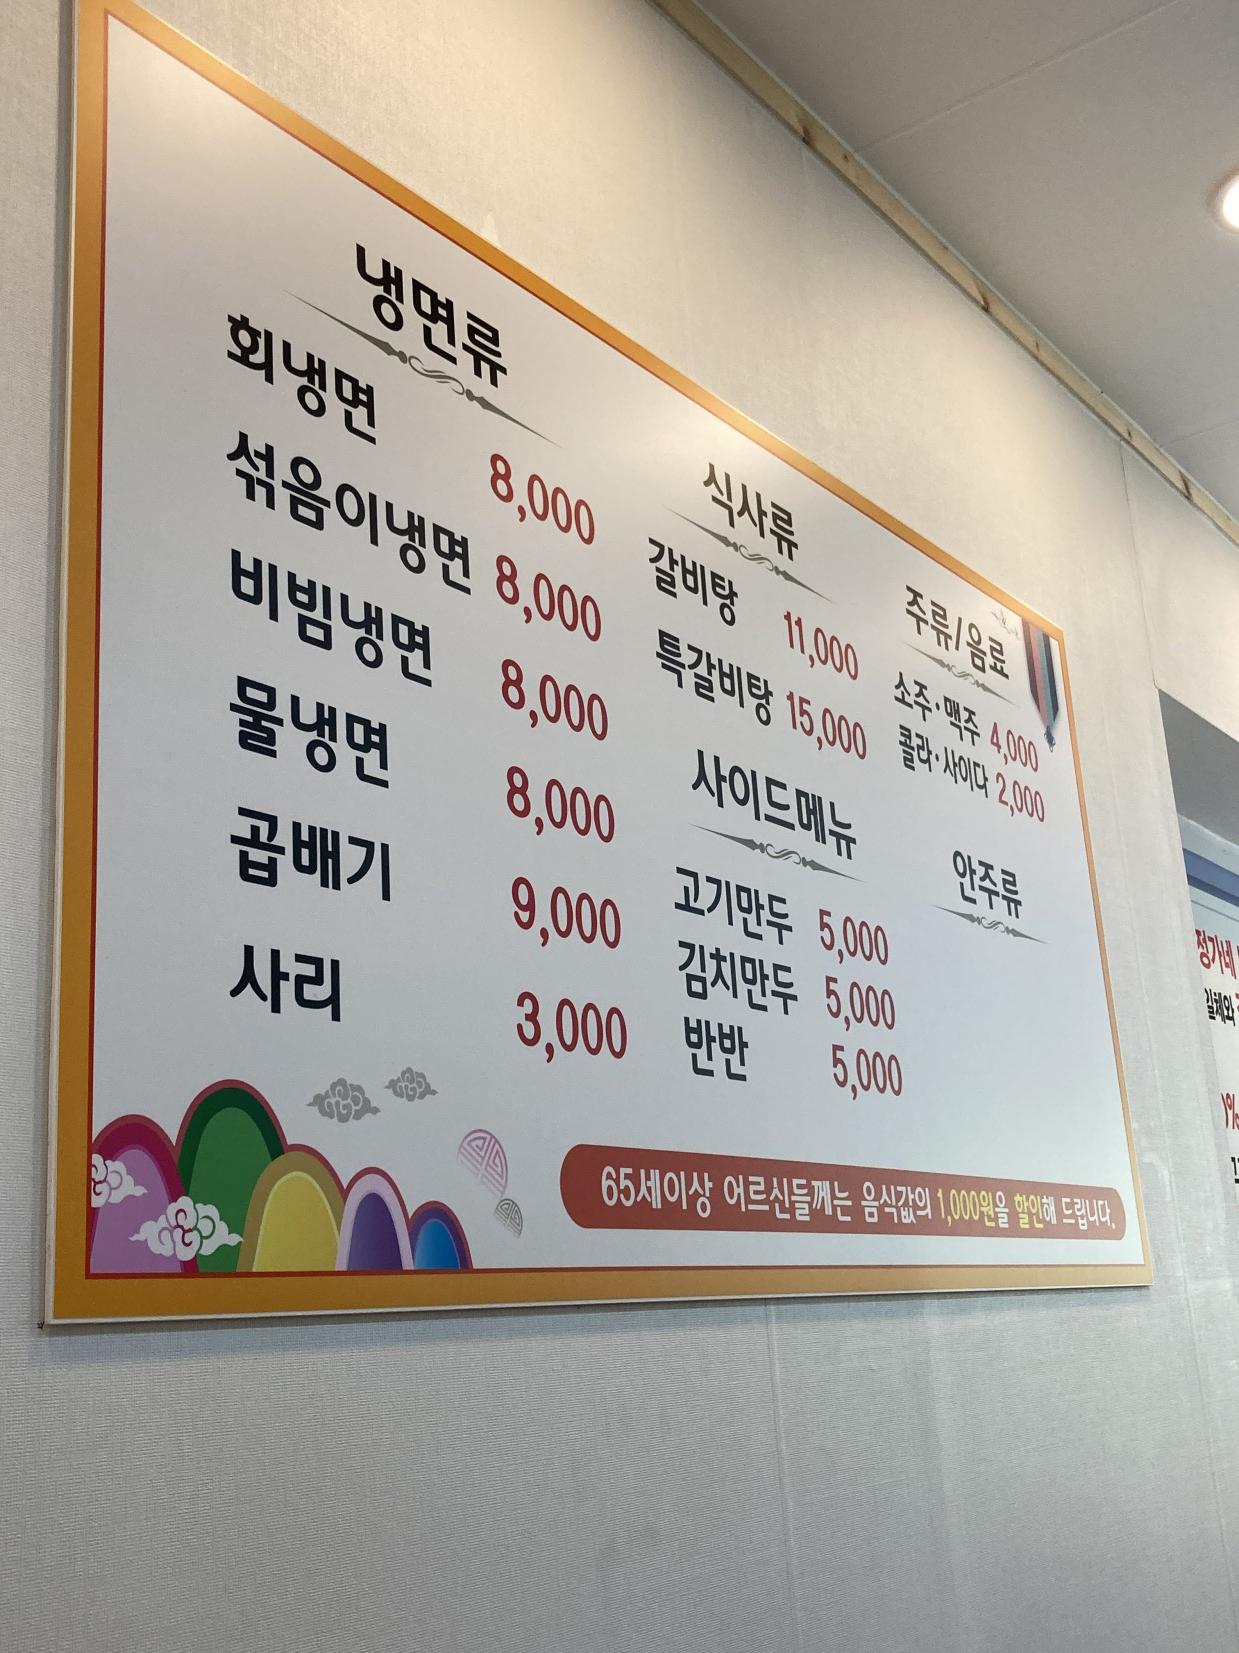 냉면류
회냉면 8,000
섞음이냉면 8,000
비빔냉면 8,000
물냉면 8,000
곱배기 9,000
사리 3,000
식사류
갈비탕 11,000
특갈비탕 15,000
사이드메뉴
고기만두 5,000
김치만두 5,000
반반 5,000
주류/음료
소주·맥주 4,000
콜라·사이다 2,000
안주류
65세이상 어르신들께는 음식값의 1,000원을 할인해 드립니다.
정가네